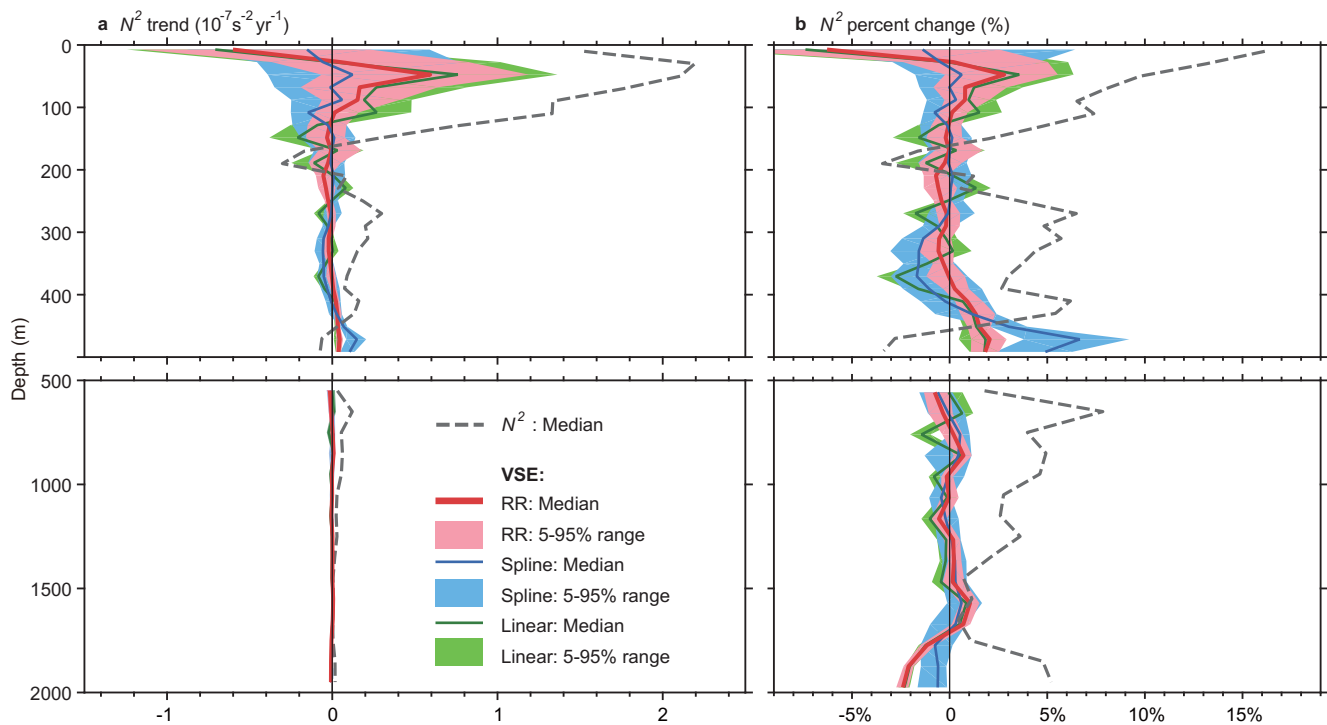 a N² trend (10⁻⁷s⁻² yr⁻¹)
b N² percent change (%)
0
100
200
300
400
Depth (m)
500
1000
1500
2000
N² : Median
VSE:
RR: Median
RR: 5-95% range
Spline: Median
Spline: 5-95% range
Linear: Median
Linear: 5-95% range
-1 0 1 2
-5% 0 5% 10% 15%